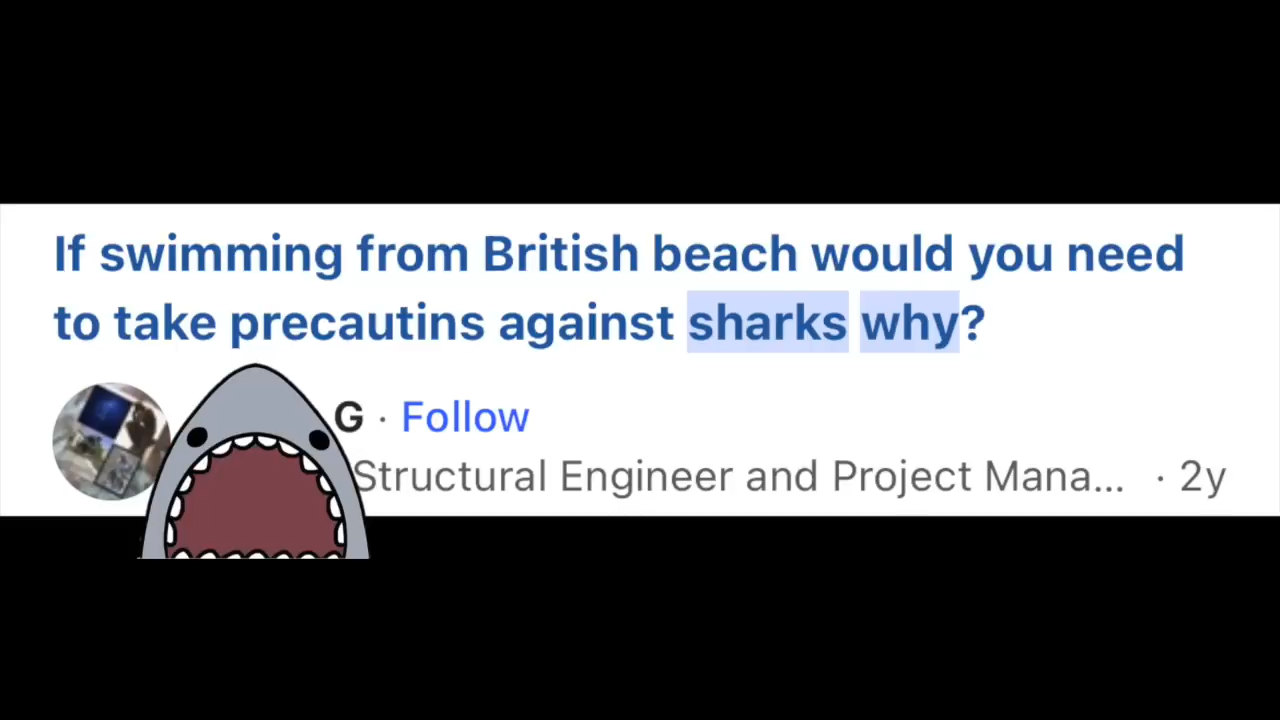 If swimming from British beach would you need
to take precautins against sharks why?
G · Follow
Structural Engineer and Project Mana... · 2y